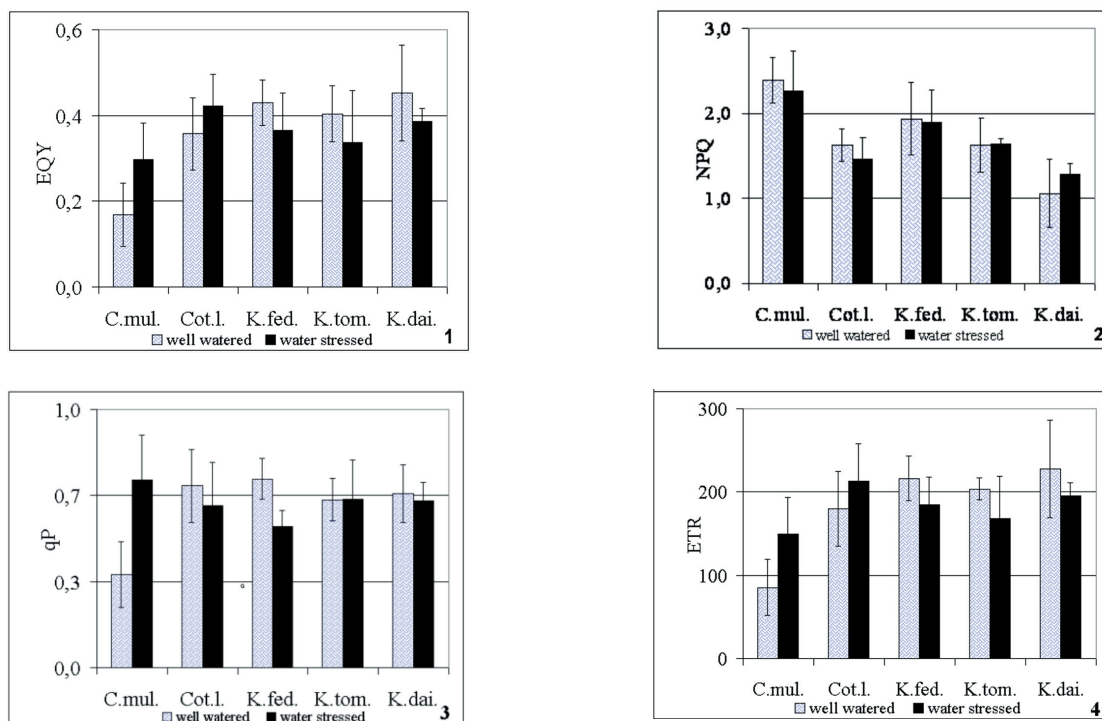 0,6
0,4
0,2
0,0
EQY
C.mul. Cot.l. K.fed. K.tom. K.dai.
well watered water stressed 1
3,0
2,0
1,0
0,0
NPQ
C.mul. Cot.l. K.fed. K.tom. K.dai.
well watered water stressed 2
1,0
0,7
0,3
0,0
qP
C.mul. Cot.l. K.fed. K.tom. K.dai.
well watered water stressed 3
300
200
100
0
ETR
C.mul. Cot.l. K.fed. K.tom. K.dai.
well watered water stressed 4